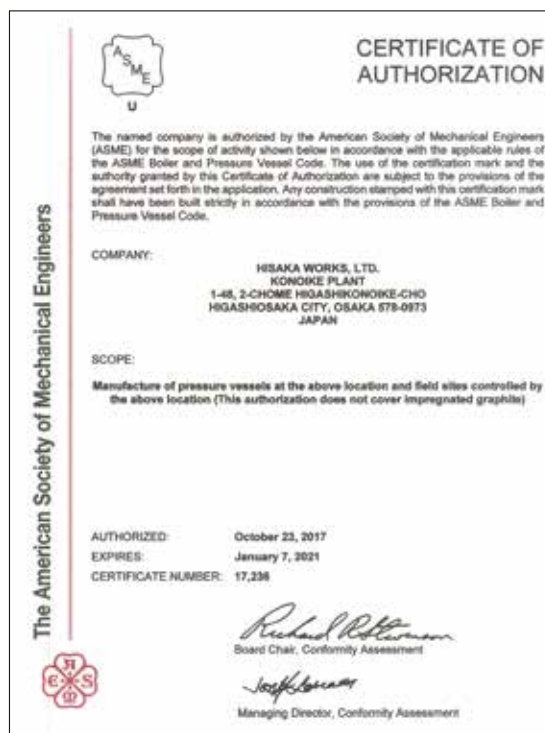 ASME
U
CERTIFICATE OF
AUTHORIZATION
The named company is authorized by the American Society of Mechanical Engineers
(ASME) for the scope of activity shown below in accordance with the applicable rules of
the ASME Boiler and Pressure Vessel Code. The use of the certification mark and the
authority granted by this Certificate of Authorization are subject to the provisions of the
agreement set forth in the application. Any construction stamped with this certification mark
shall have been built strictly in accordance with the provisions of the ASME Boiler and
Pressure Vessel Code.
COMPANY:
HISAKA WORKS, LTD.
KONOIKE PLANT
1-48, 2-CHOME HIGASHIKONOIKE-CHO
HIGASHIOSAKA CITY, OSAKA 578-0973
JAPAN
SCOPE:
Manufacture of pressure vessels at the above location and field sites controlled by
the above location (This authorization does not cover impregnated graphite)
AUTHORIZED: October 23, 2017
EXPIRES: January 7, 2021
CERTIFICATE NUMBER: 17,236
Board Chair, Conformity Assessment
Managing Director, Conformity Assessment
The American Society of Mechanical Engineers
ASME